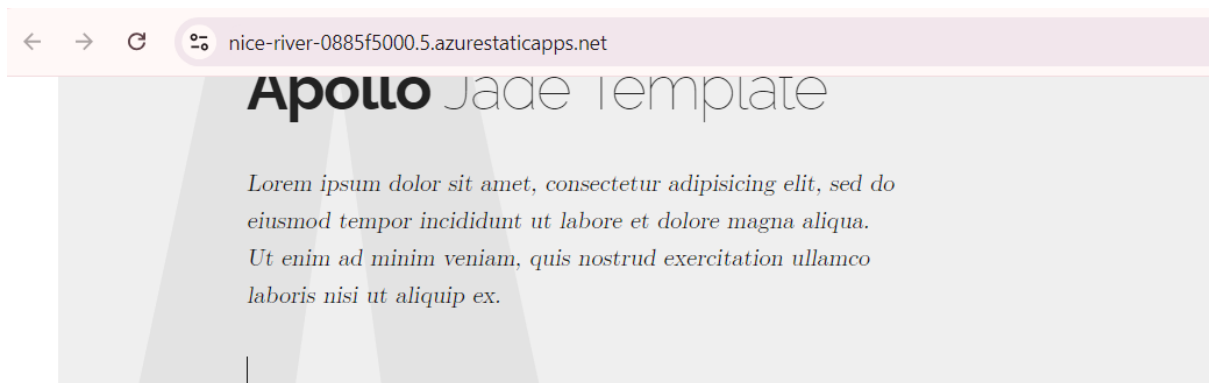 nice-river-0885f5000.5.azurestaticapps.net
Apollo Jade Template
Lorem ipsum dolor sit amet, consectetur adipisicing elit, sed do
eiusmod tempor incididunt ut labore et dolore magna aliqua.
Ut enim ad minim veniam, quis nostrud exercitation ullamco
laboris nisi ut aliquip ex.